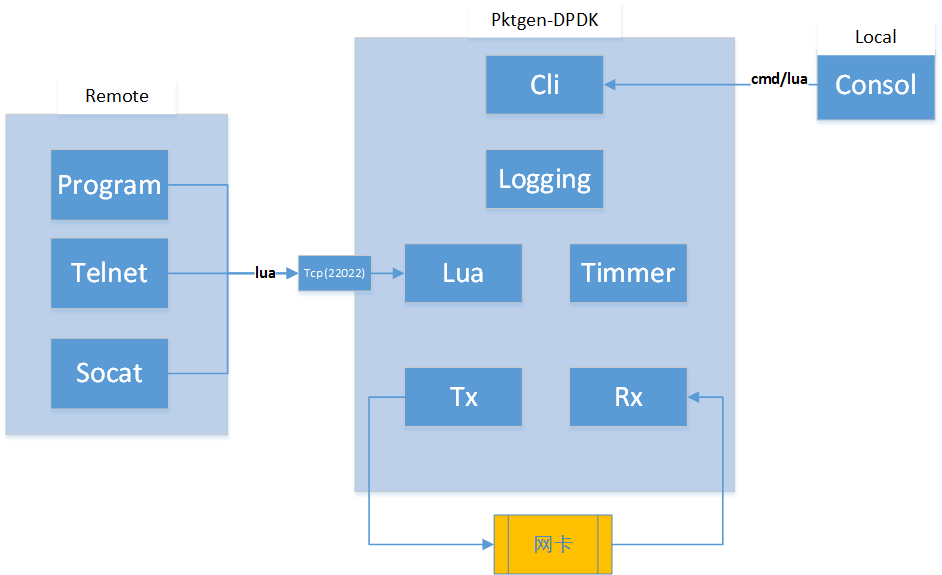 Pktgen-DPDK
Local
Cli
cmd/lua
Consol
Remote
Program
Logging
Telnet
lua
Tcp(22022)
Lua
Timmer
Socat
Tx
Rx
网卡